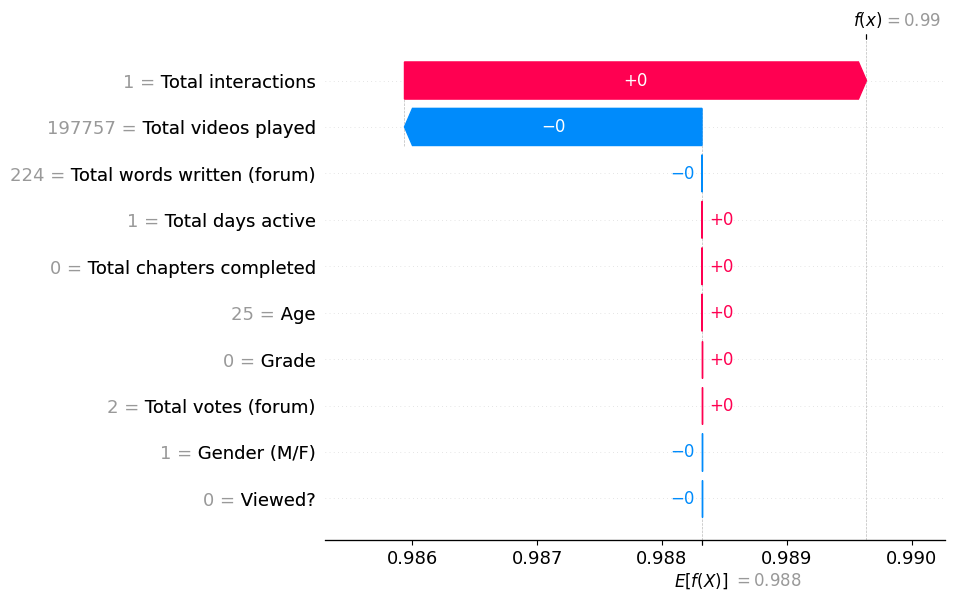 f(x) = 0.99
1 = Total interactions
+0
197757 = Total videos played
−0
224 = Total words written (forum)
−0
1 = Total days active
+0
0 = Total chapters completed
+0
25 = Age
+0
0 = Grade
+0
2 = Total votes (forum)
+0
1 = Gender (M/F)
−0
0 = Viewed?
−0
0.986 0.987 0.988 0.989 0.990
E[f(X)] = 0.988